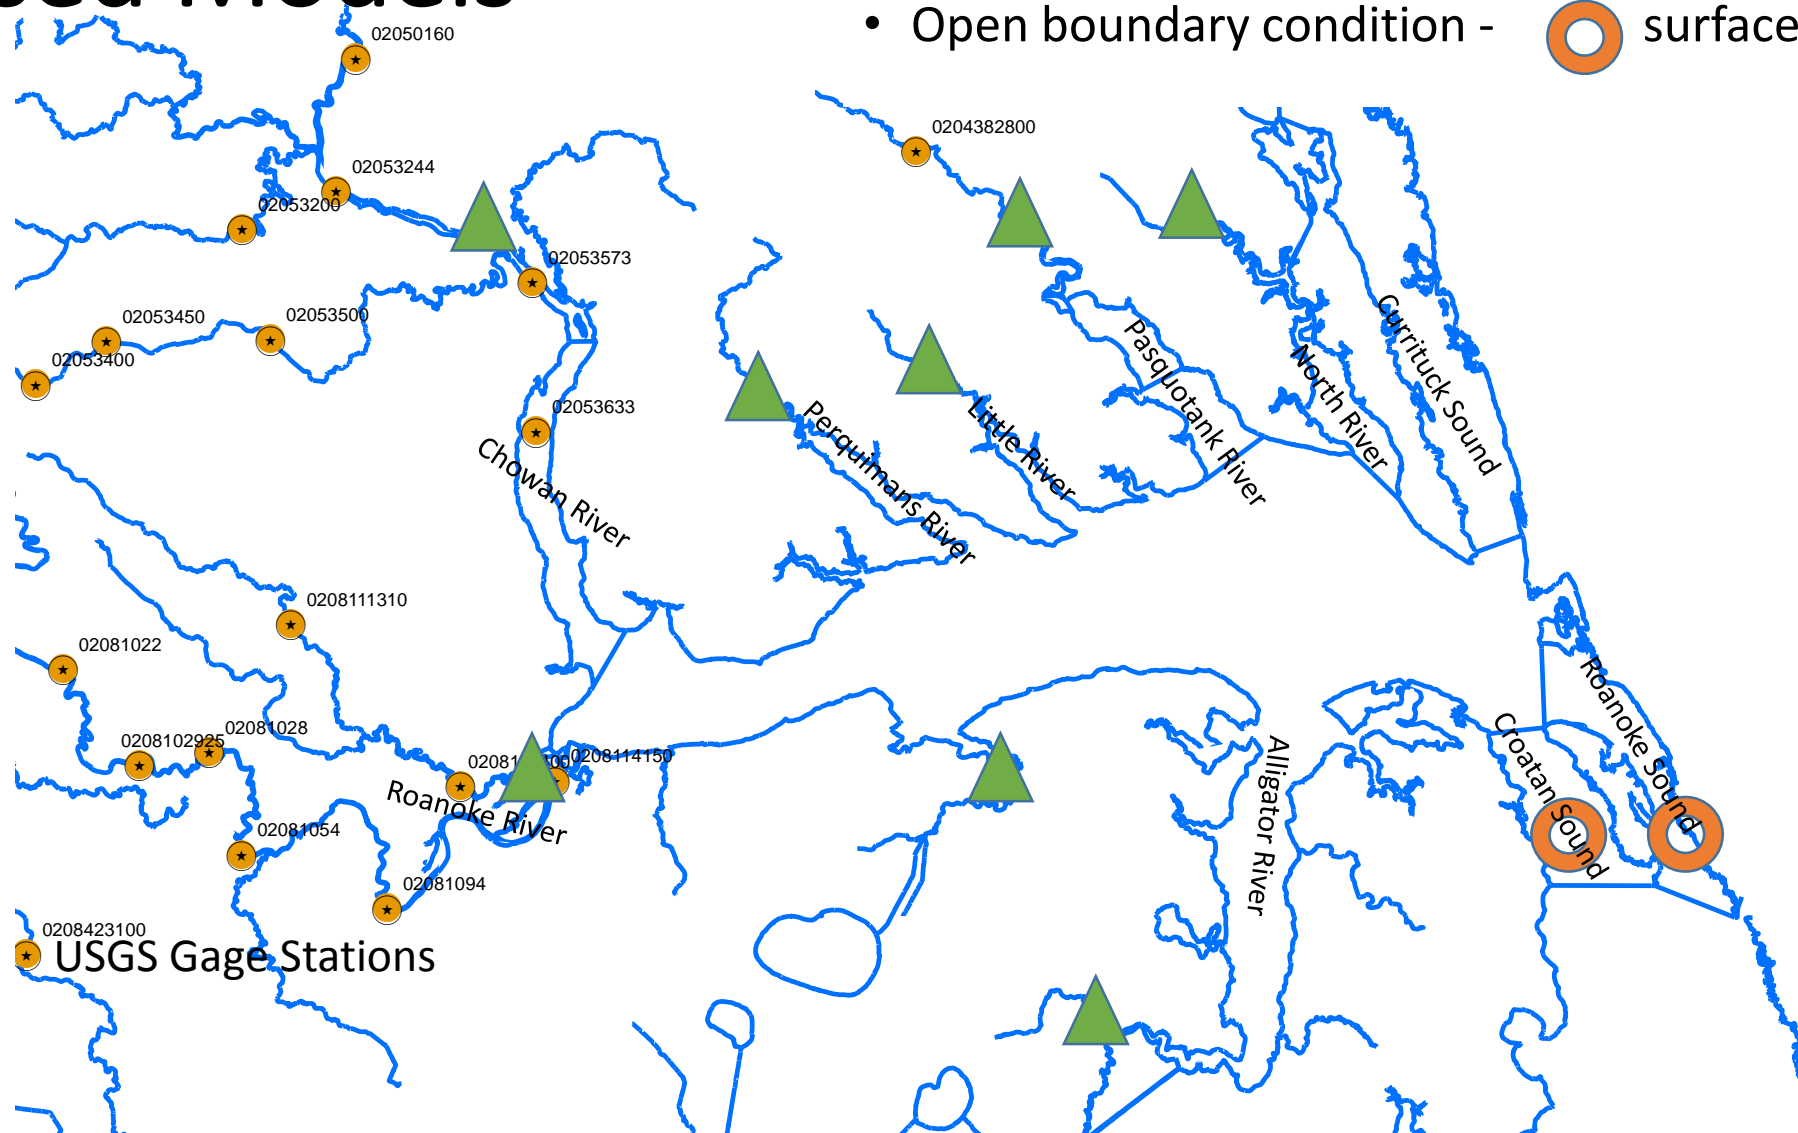 • Open boundary condition - surface
02050160
0204382800
02053244
02053200
02053573
02053450
02053500
02053400
02053633
Chowan River
Perquimans River
Little River
Pasquotank River
North River
Currituck Sound
0208111310
02081022
02081028
0208102925
0208114150
Roanoke River
02081054
02081094
Alligator River
Croatan Sound
Roanoke Sound
0208423100
USGS Gage Stations